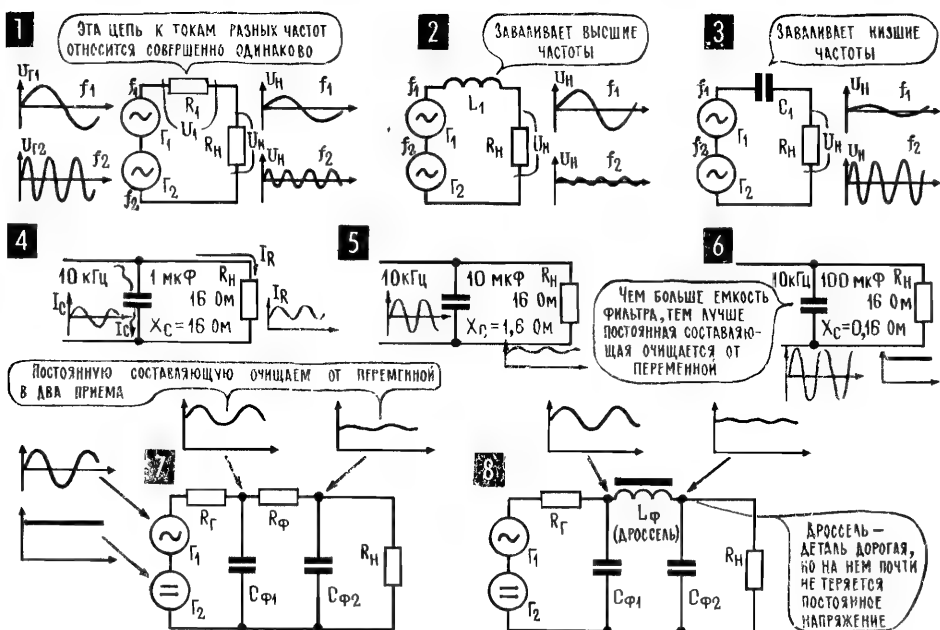 1
Эта цепь к токам разных частот
относится совершенно одинаково
UГ1
f1
UГ2
f2
f1
R1
U1
Г1
Rн
Uн
Г2
f2
Uн
f1
Uн
f2
2
Заваливает высшие
частоты
f1
L1
Г1
f2
Rн
Uн
Г2
Uн
f1
Uн
f2
3
Заваливает низшие
частоты
f1
C1
Г1
f2
Rн
Uн
Г2
Uн
f1
Uн
f2
4
10 кГц
1 мкФ
Rн
IR
16 Ом
Ic
Ic
Xc = 16 Ом
IR
5
10 кГц
10 мкФ
Rн
16 Ом
Xc = 1,6 Ом
6
10 кГц
100 мкФ
Rн
16 Ом
Xc = 0,16 Ом
Чем больше емкость
фильтра, тем лучше
постоянная составляю-
щая очищается от
переменной
Постоянную составляющую очищаем от переменной
в два приема
7
RГ
RФ
Г1
Г2
CФ1
CФ2
Rн
8
RГ
LФ
(дроссель)
Г1
Г2
CФ1
CФ2
Rн
Дроссель —
деталь дорогая,
но на нем почти
не теряется
постоянное
напряжение